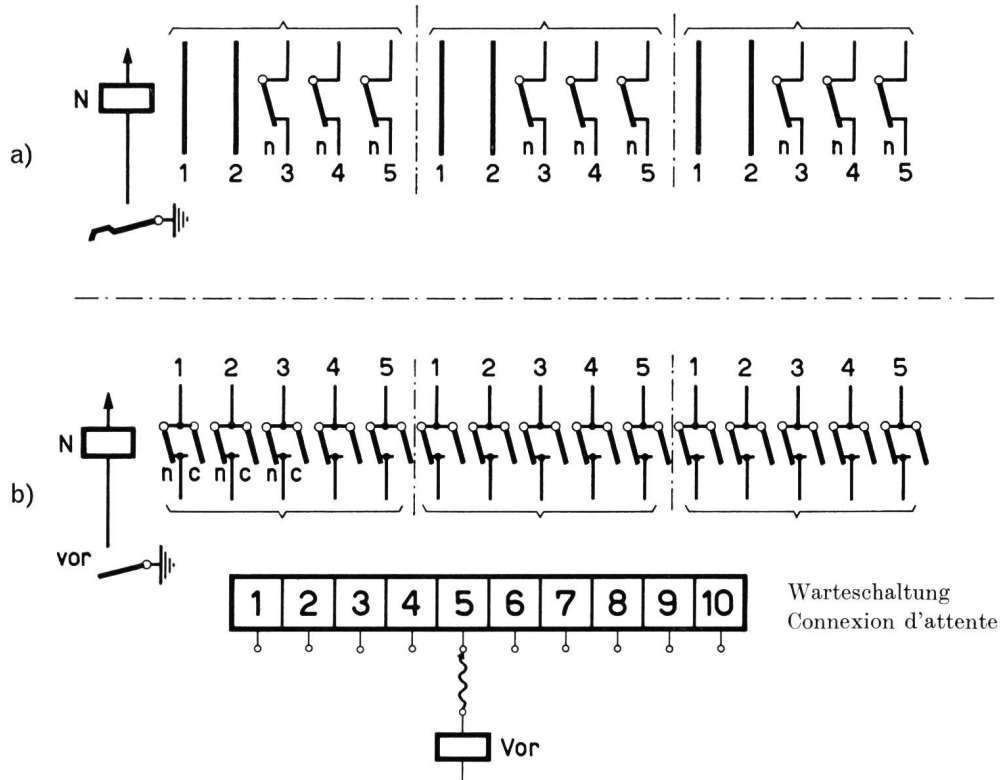 N
n n n n n n n n n
a)
1 2 3 4 5 1 2 3 4 5 1 2 3 4 5
1 2 3 4 5 1 2 3 4 5 1 2 3 4 5
N
n c n c n c
b)
vor
1 2 3 4 5 6 7 8 9 10
Warteschaltung
Connexion d'attente
Vor